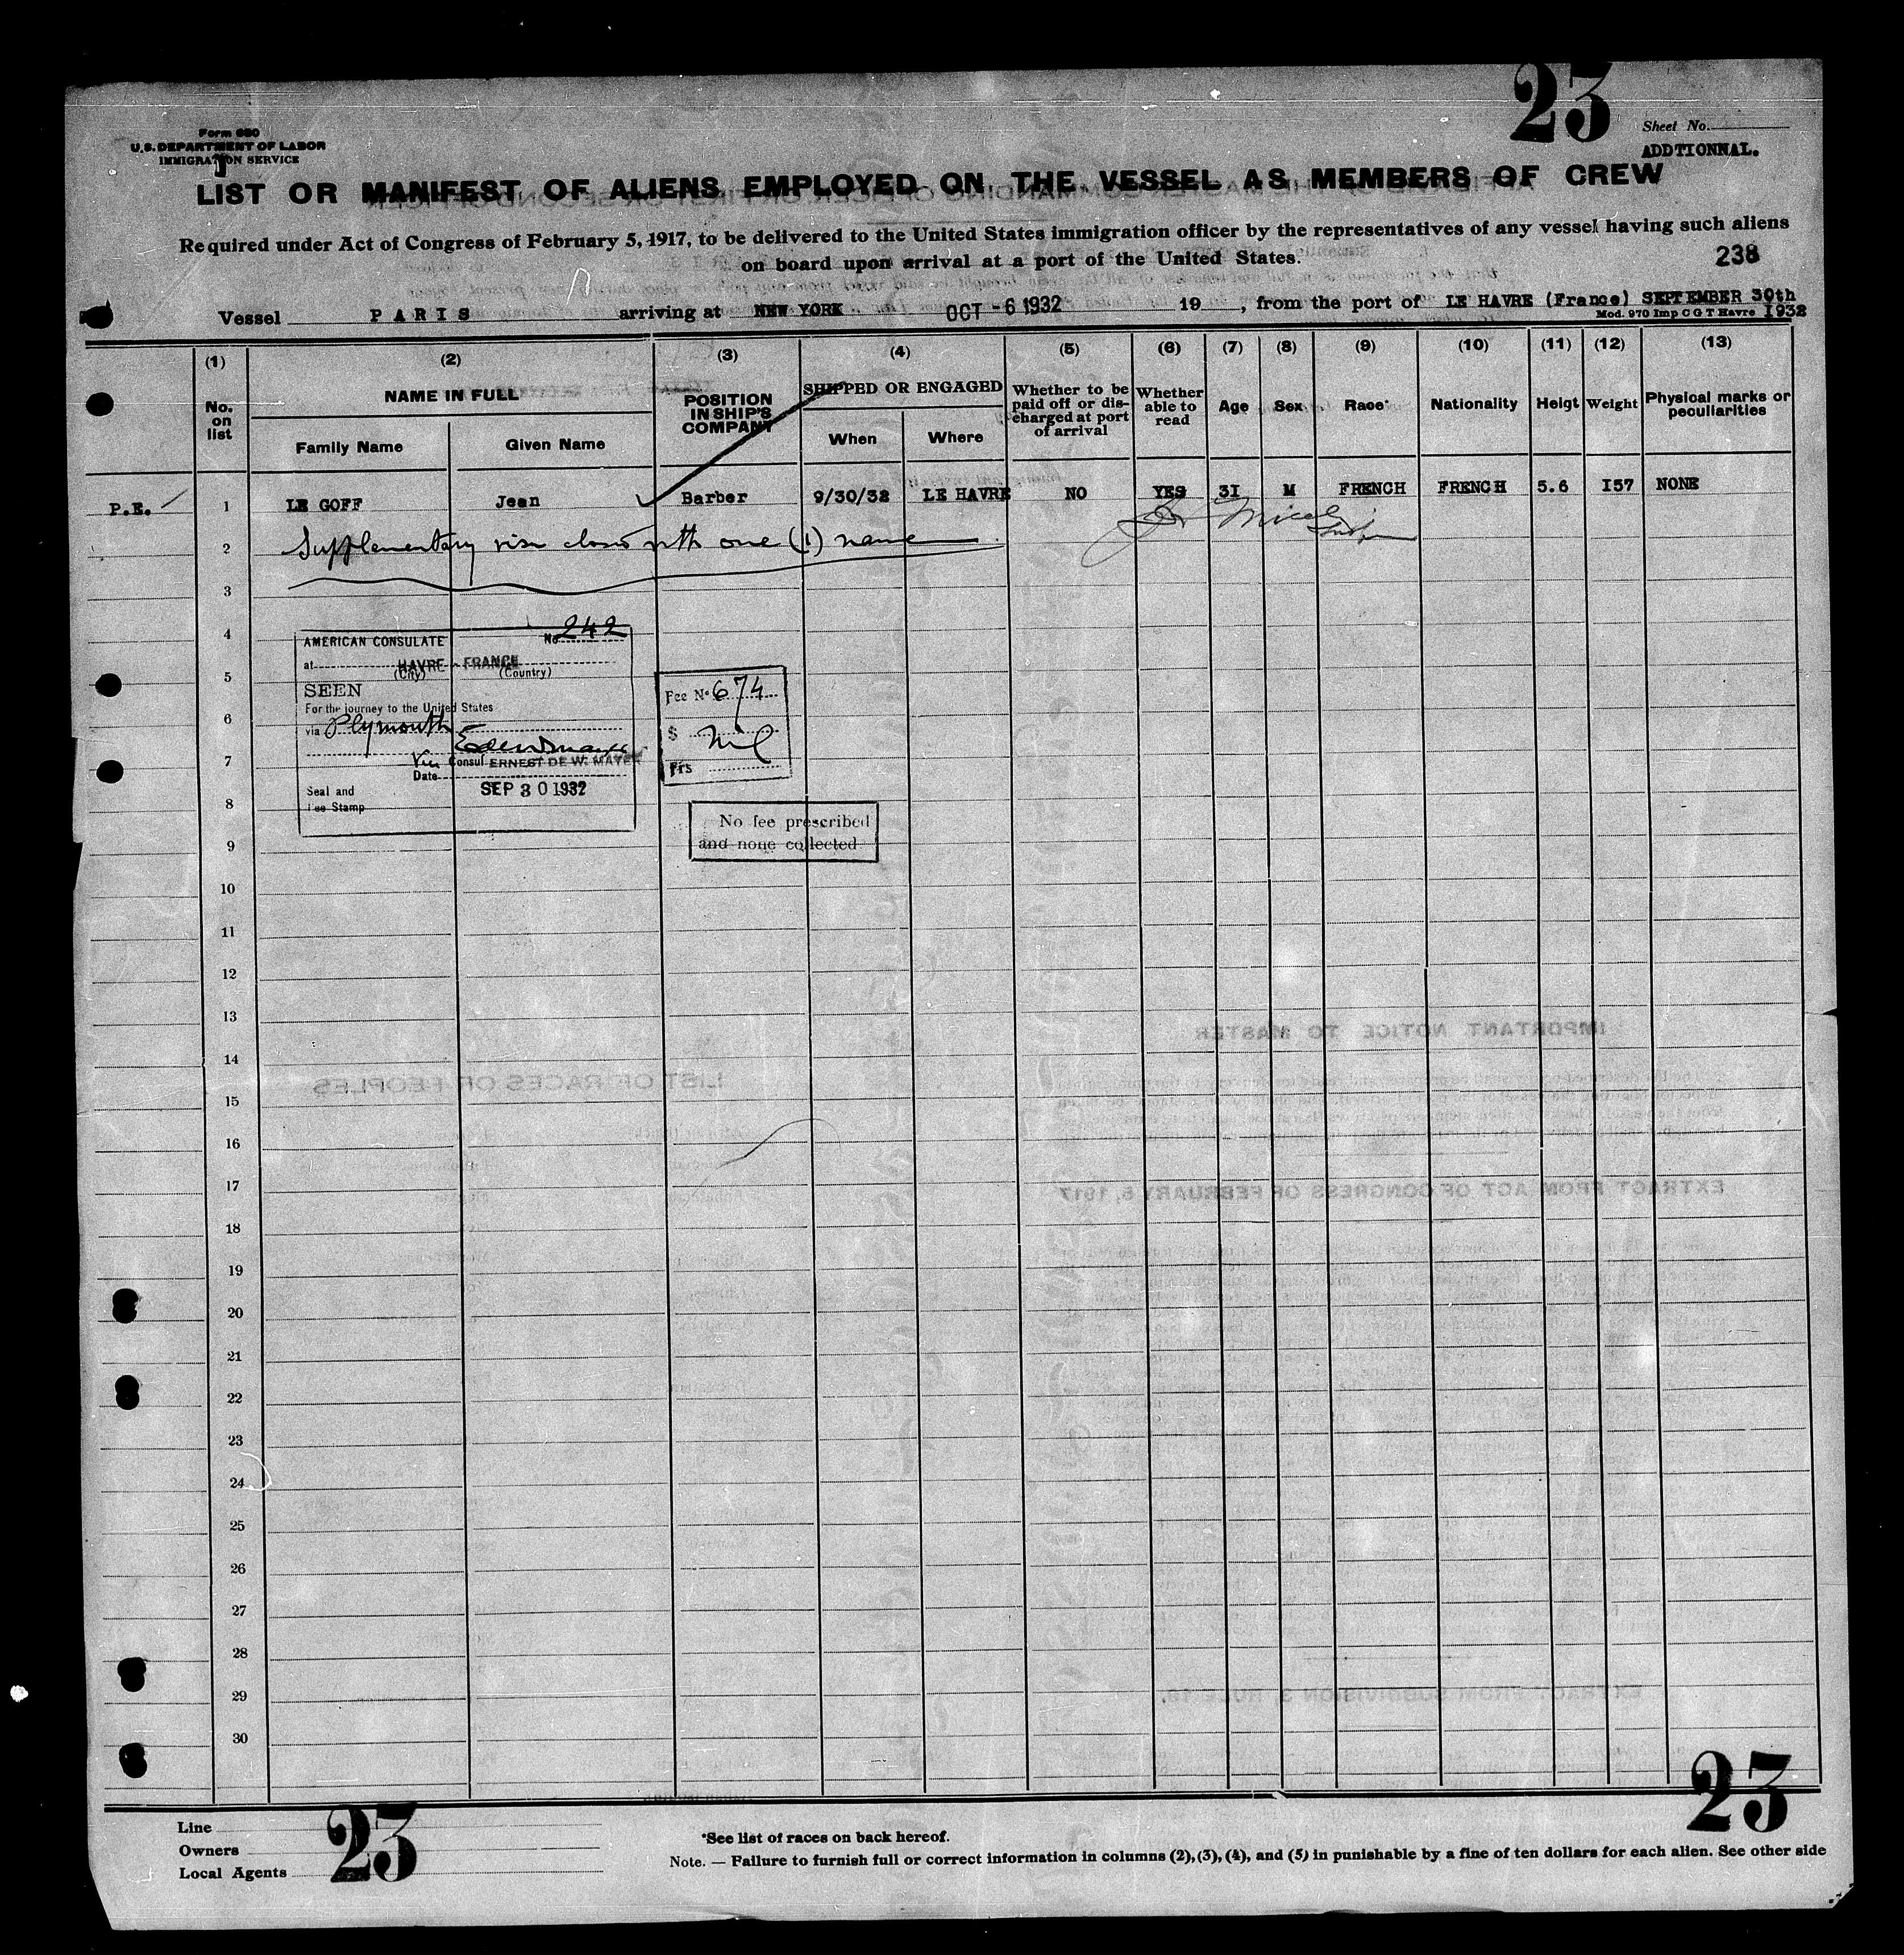 23
Form 680
U.S. DEPARTMENT OF LABOR
IMMIGRATION SERVICE
Sheet No.
ADDTIONNAL.
LIST OR MANIFEST OF ALIENS EMPLOYED ON THE VESSEL AS MEMBERS OF CREW
Required under Act of Congress of February 5, 1917, to be delivered to the United States immigration officer by the representatives of any vessel having such aliens
on board upon arrival at a port of the United States.
238
Vessel PARIS arriving at NEW YORK OCT - 6 1932 19 , from the port of LE HAVRE (France) SEPTEMBER 30th
Mod. 970 Imp C G T Havre I932
(1) (2) (3) (4) (5) (6) (7) (8) (9) (10) (11) (12) (13)
No. on list
NAME IN FULL
Family Name Given Name
POSITION IN SHIP'S COMPANY
SHIPPED OR ENGAGED
When Where
Whether to be paid off or discharged at port of arrival
Whether able to read
Age Sex Race* Nationality Heigt Weight
Physical marks or peculiarities
P.E. 1 LE GOFF Jean Barber 9/30/32 LE HAVRE NO YES 3I M FRENCH FRENCH 5.6 I57 NONE
2 Supplementary visa closed with one (1) name
3
4
AMERICAN CONSULATE No 242
at HAVRE - FRANCE
(City) (Country)
5
SEEN
For the journey to the United States
6
via Plymouth
7
Consul ERNEST DE W. MAYER
Date
SEP 30 1932
Seal and
Fee Stamp
8
Fee No 674
$ Nil
Frs
No fee prescribed
and none collected
9
10
11
12
13
14
15
16
17
18
19
20
21
22
23
24
25
26
27
28
29
30
23
Line
Owners
Local Agents
23
*See list of races on back hereof.
Note. — Failure to furnish full or correct information in columns (2), (3), (4), and (5) in punishable by a fine of ten dollars for each alien. See other side